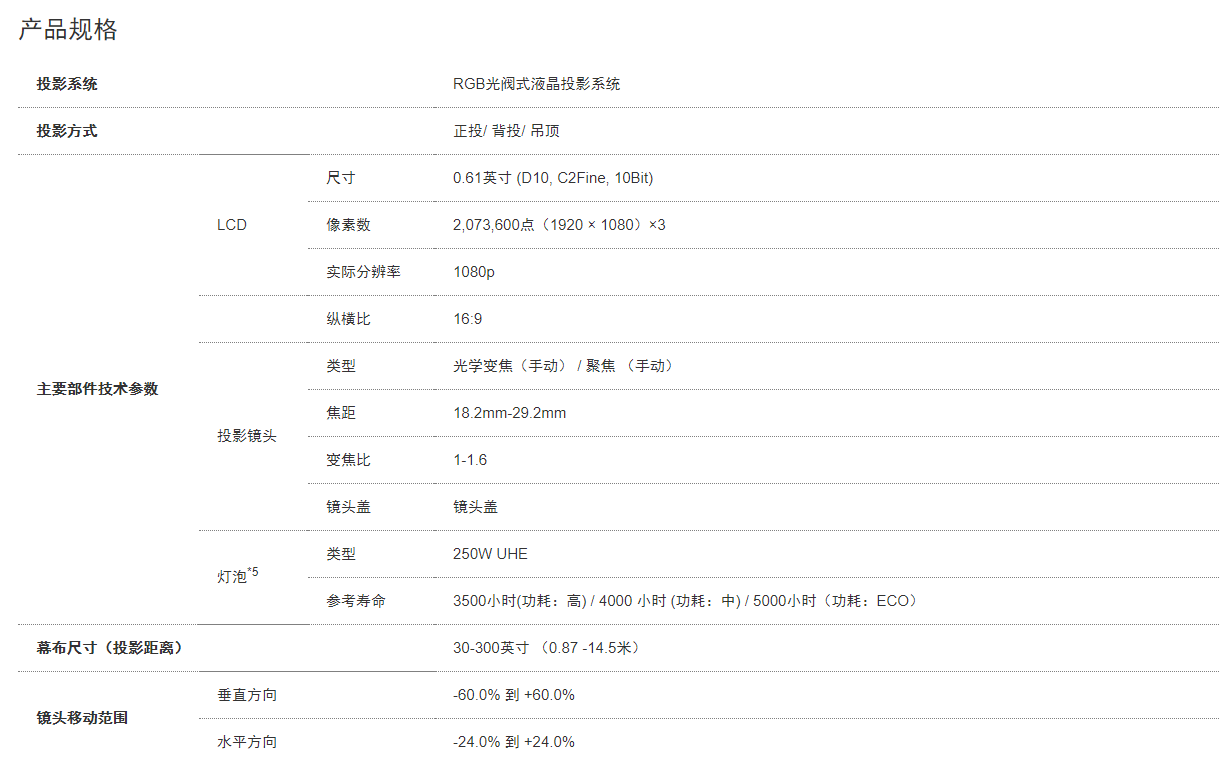 产品规格
投影系统 RGB光阀式液晶投影系统
投影方式 正投/ 背投/ 吊顶
尺寸 0.61英寸 (D10, C2Fine, 10Bit)
LCD 像素数 2,073,600点（1920 × 1080）×3
实际分辨率 1080p
纵横比 16:9
类型 光学变焦（手动） / 聚焦 （手动）
主要部件技术参数
焦距 18.2mm-29.2mm
投影镜头
变焦比 1-1.6
镜头盖 镜头盖
类型 250W UHE
灯泡*5
参考寿命 3500小时(功耗：高) / 4000 小时 (功耗：中) / 5000小时（功耗：ECO）
幕布尺寸（投影距离） 30-300英寸 （0.87 -14.5米）
垂直方向 -60.0% 到 +60.0%
镜头移动范围
水平方向 -24.0% 到 +24.0%